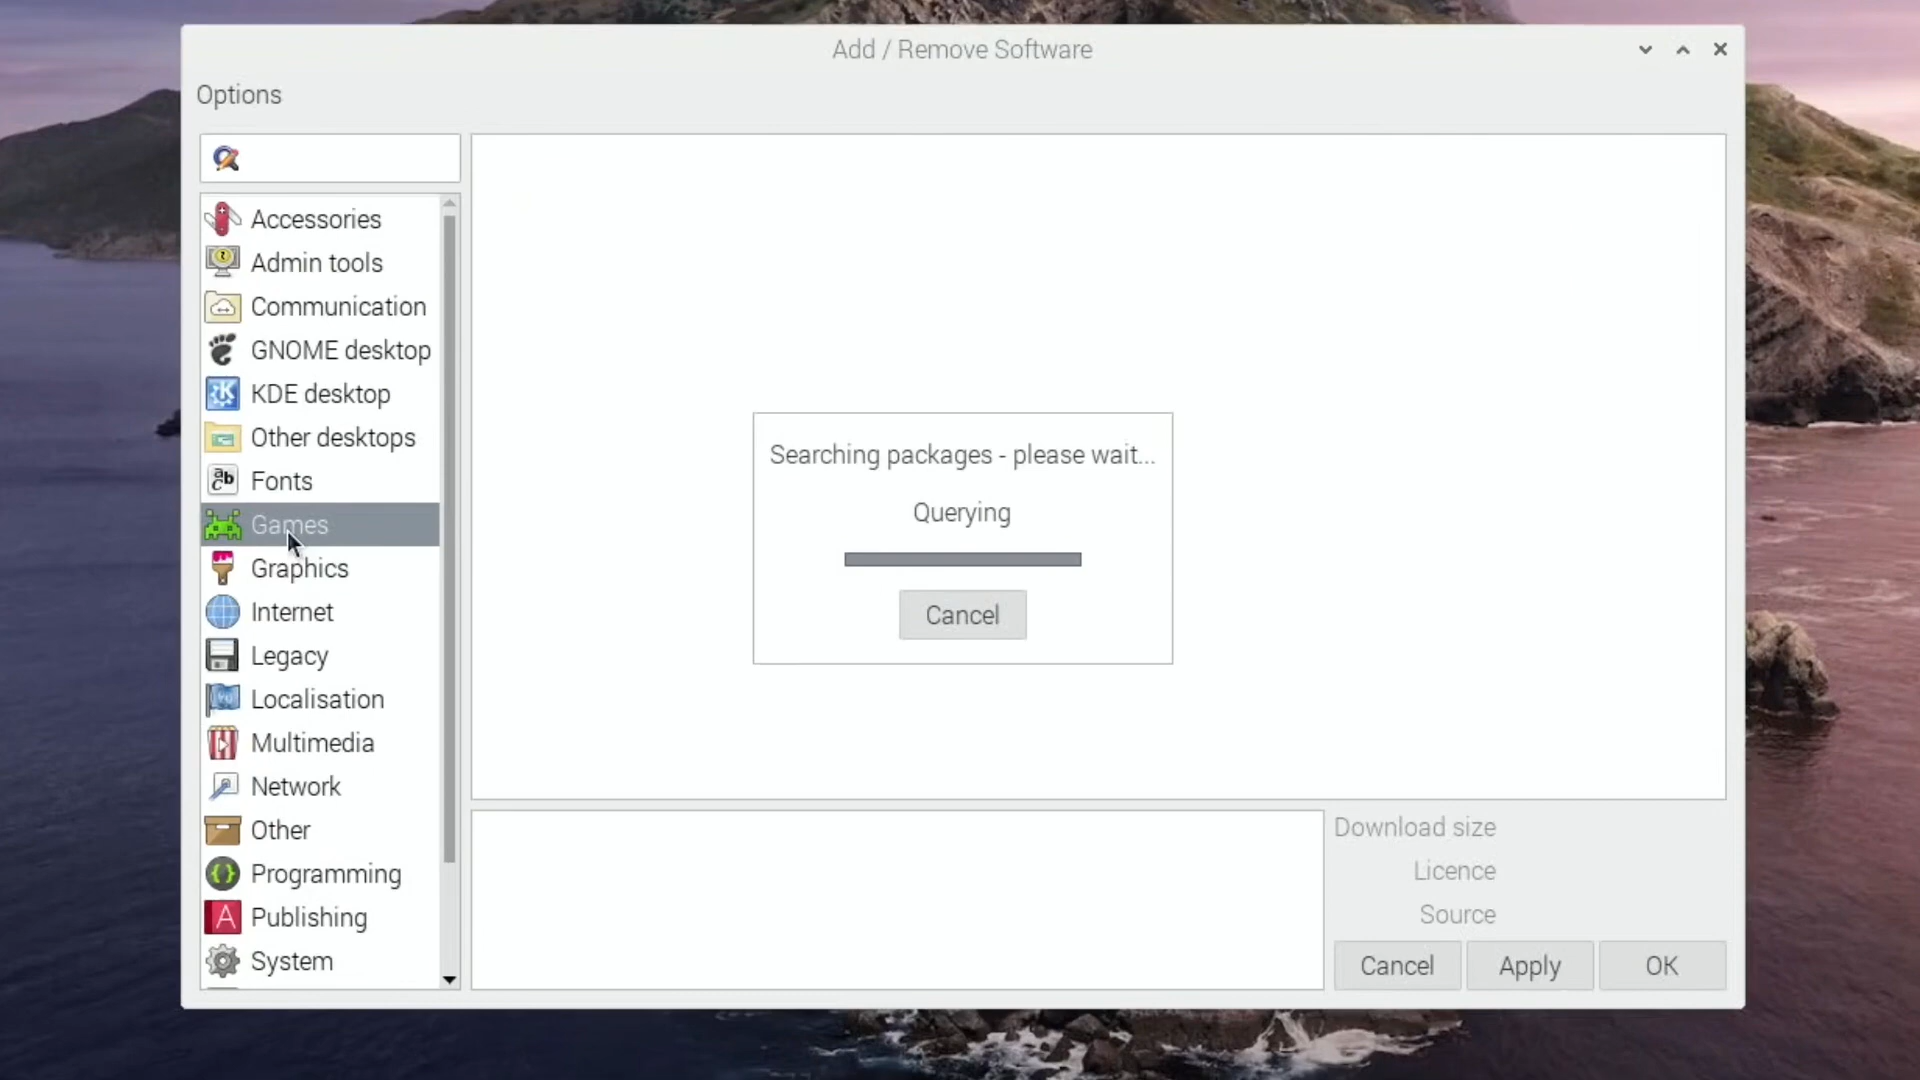 Add / Remove Software
Options
Accessories
Admin tools
Communication
GNOME desktop
KDE desktop
Other desktops
Fonts
Games
Graphics
Internet
Legacy
Localisation
Multimedia
Network
Other
Programming
Publishing
System
Searching packages - please wait...
Querying
Cancel
Download size
Licence
Source
Cancel
Apply
OK